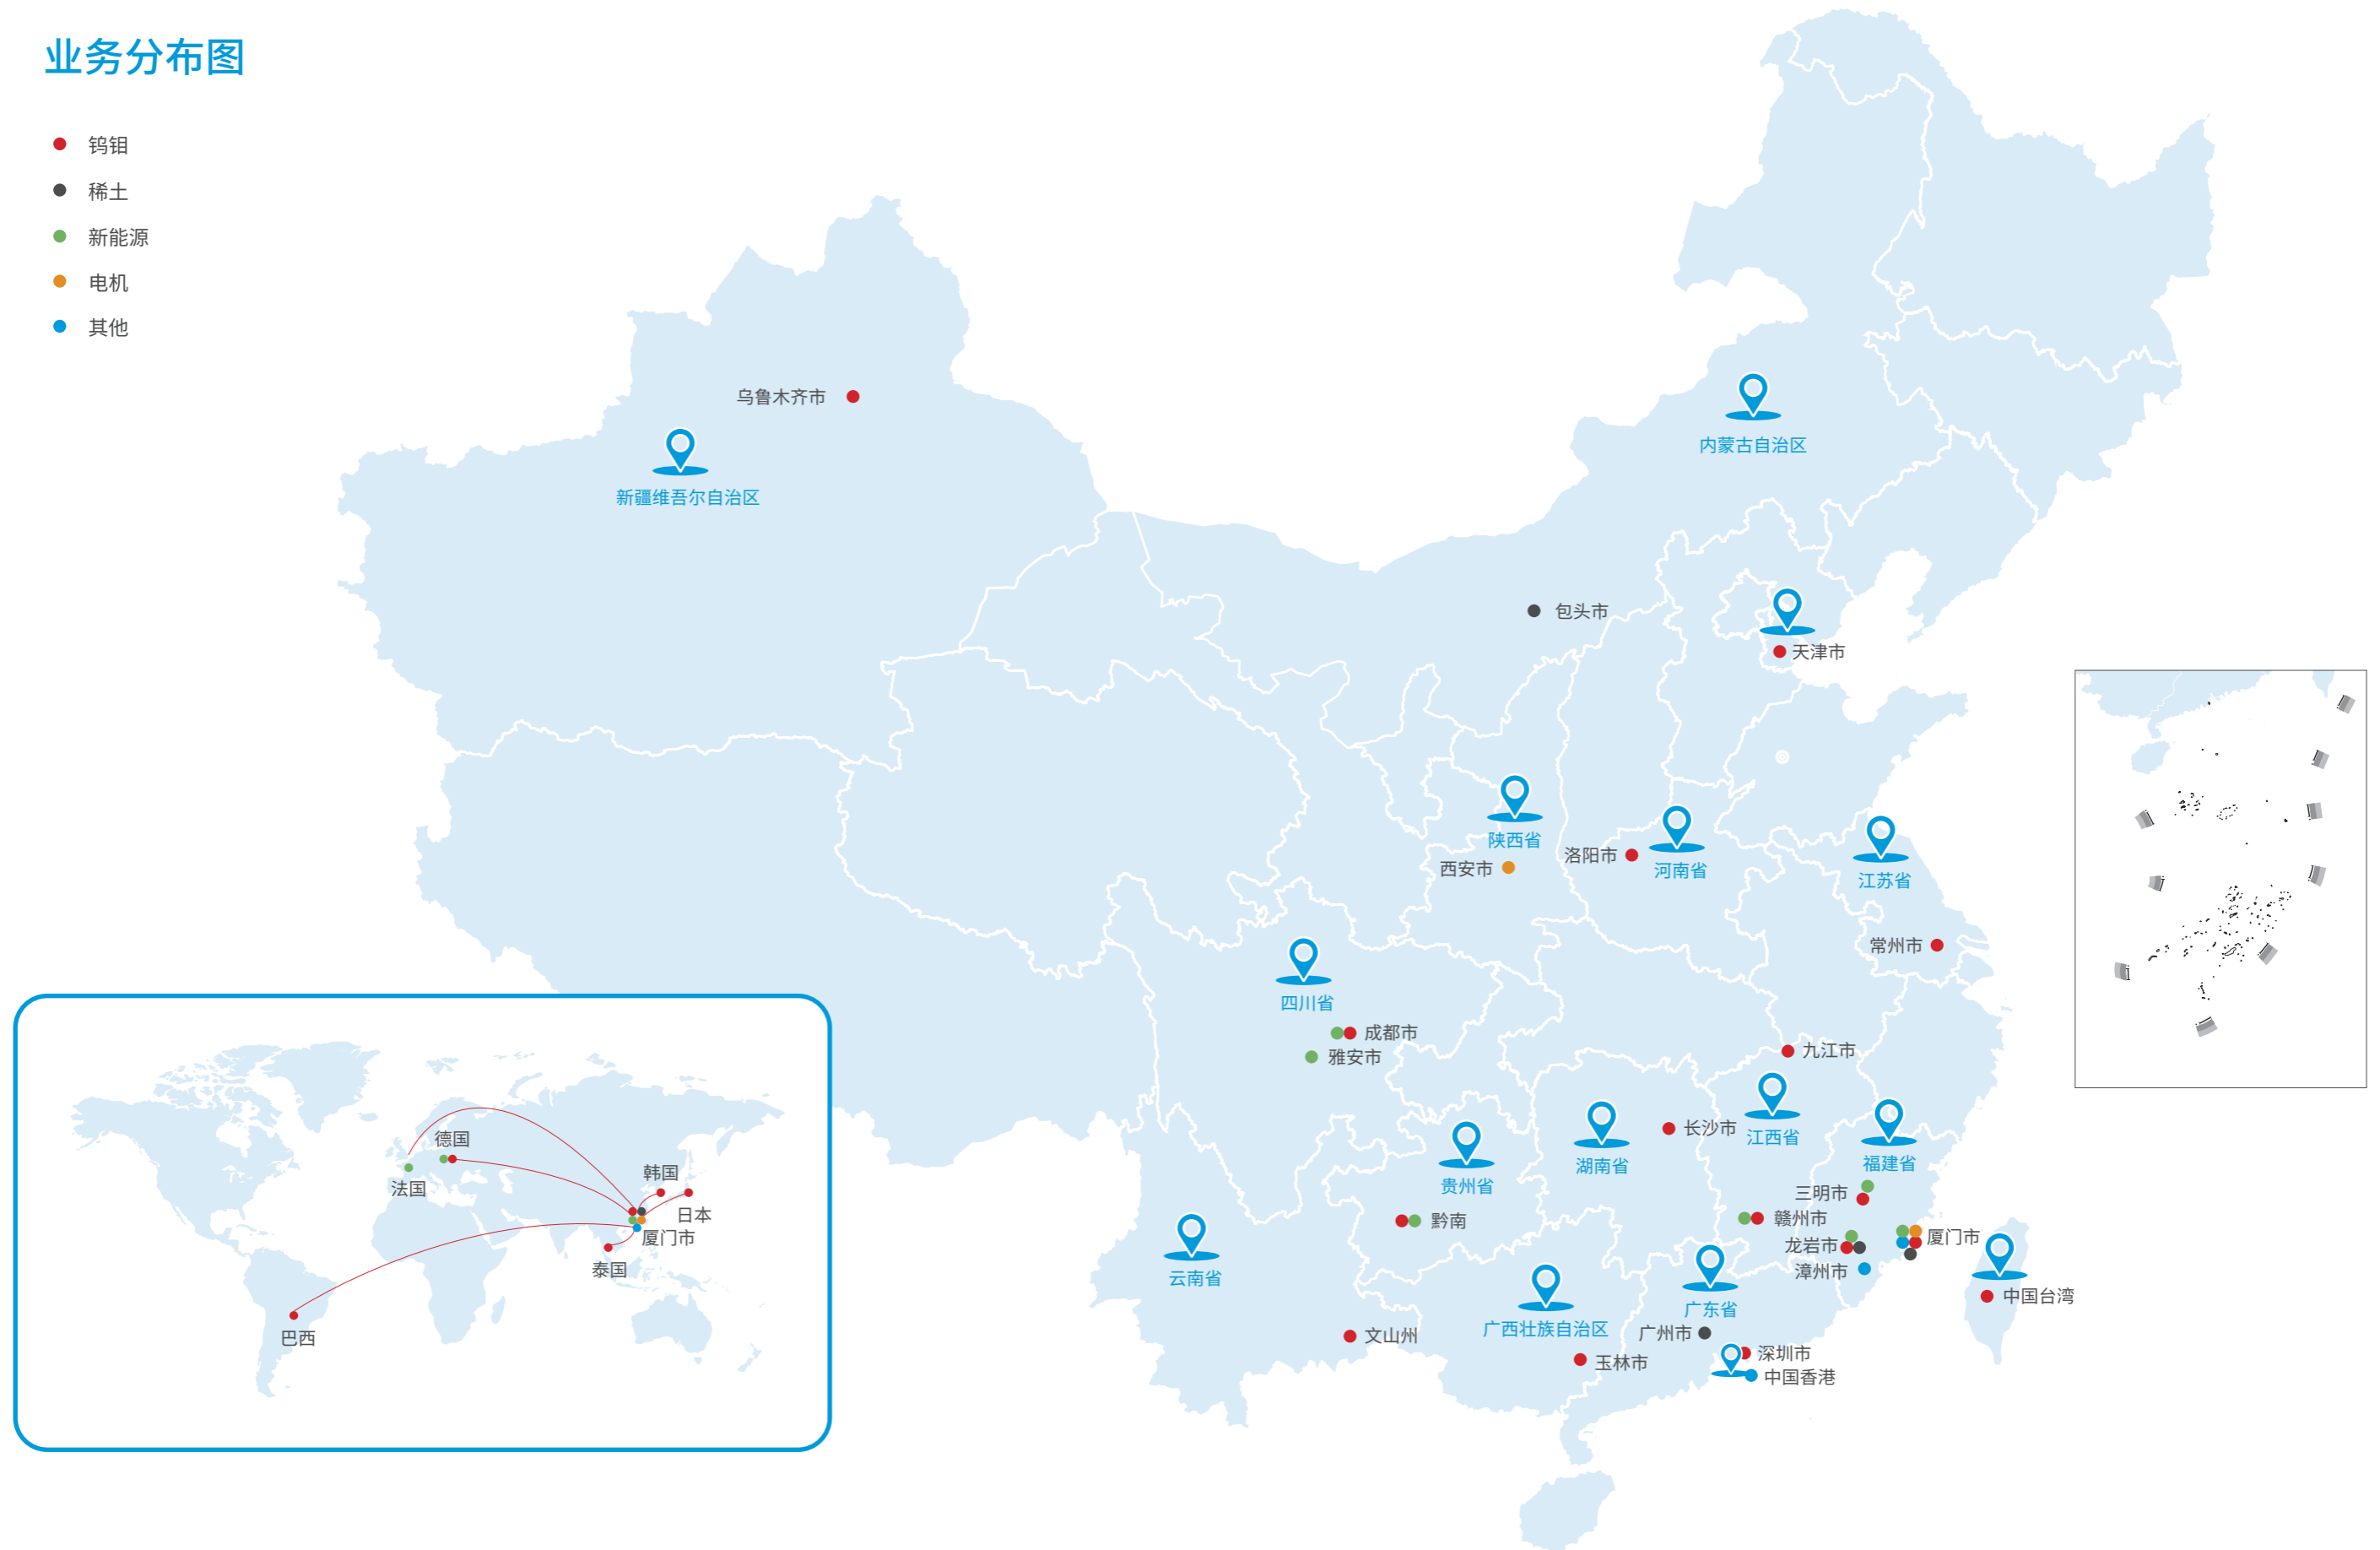 业务分布图
钨钼
稀土
新能源
电机
其他
乌鲁木齐市
新疆维吾尔自治区
内蒙古自治区
包头市
天津市
陕西省
西安市
洛阳市
河南省
江苏省
常州市
四川省
成都市
雅安市
九江市
长沙市
江西省
湖南省
福建省
贵州省
三明市
黔南
赣州市
厦门市
龙岩市
漳州市
云南省
中国台湾
广东省
广西壮族自治区
广州市
文山州
深圳市
玉林市
中国香港
德国
法国
韩国
日本
厦门市
泰国
巴西